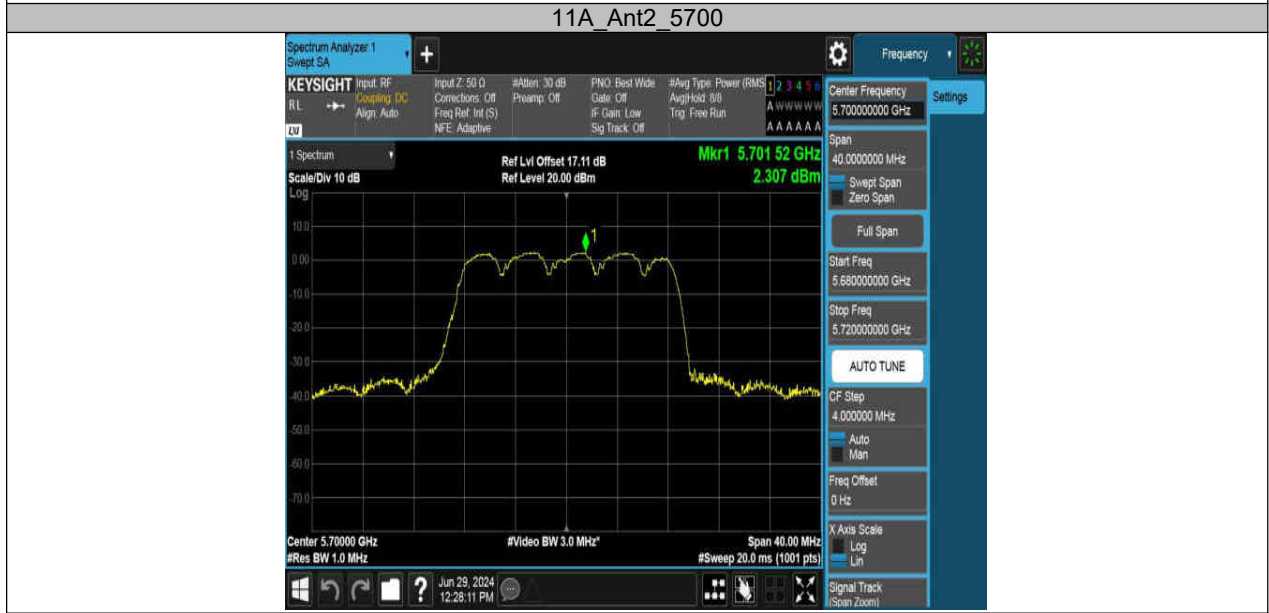 11A_Ant2_5700
Spectrum Analyzer 1
Swept SA
+
Frequency
KEYSIGHT
RL
LXI
Input: RF
Coupling: DC
Align: Auto
Input Z: 50 Ω
Corrections: Off
Freq Ref: Int (S)
NFE: Adaptive
#Atten: 30 dB
Preamp: Off
PNO: Best Wide
Gate: Off
IF Gain: Low
Sig Track: Off
#Avg Type: Power (RMS
Avg|Hold: 8/8
Trig: Free Run
1 2 3 4 5 6
A W W W W W
A A A A A A
1 Spectrum
Scale/Div 10 dB
Log
Ref Lvl Offset 17.11 dB
Ref Level 20.00 dBm
Mkr1 5.701 52 GHz
2.307 dBm
1
10.0
0.00
-10.0
-20.0
-30.0
-40.0
-50.0
-60.0
-70.0
Center 5.70000 GHz
#Res BW 1.0 MHz
#Video BW 3.0 MHz*
Span 40.00 MHz
#Sweep 20.0 ms (1001 pts)
Center Frequency
5.700000000 GHz
Settings
Span
40.0000000 MHz
Swept Span
Zero Span
Full Span
Start Freq
5.680000000 GHz
Stop Freq
5.720000000 GHz
AUTO TUNE
CF Step
4.000000 MHz
Auto
Man
Freq Offset
0 Hz
X Axis Scale
Log
Lin
Signal Track
(Span Zoom)
?
Jun 29, 2024
12:28:11 PM